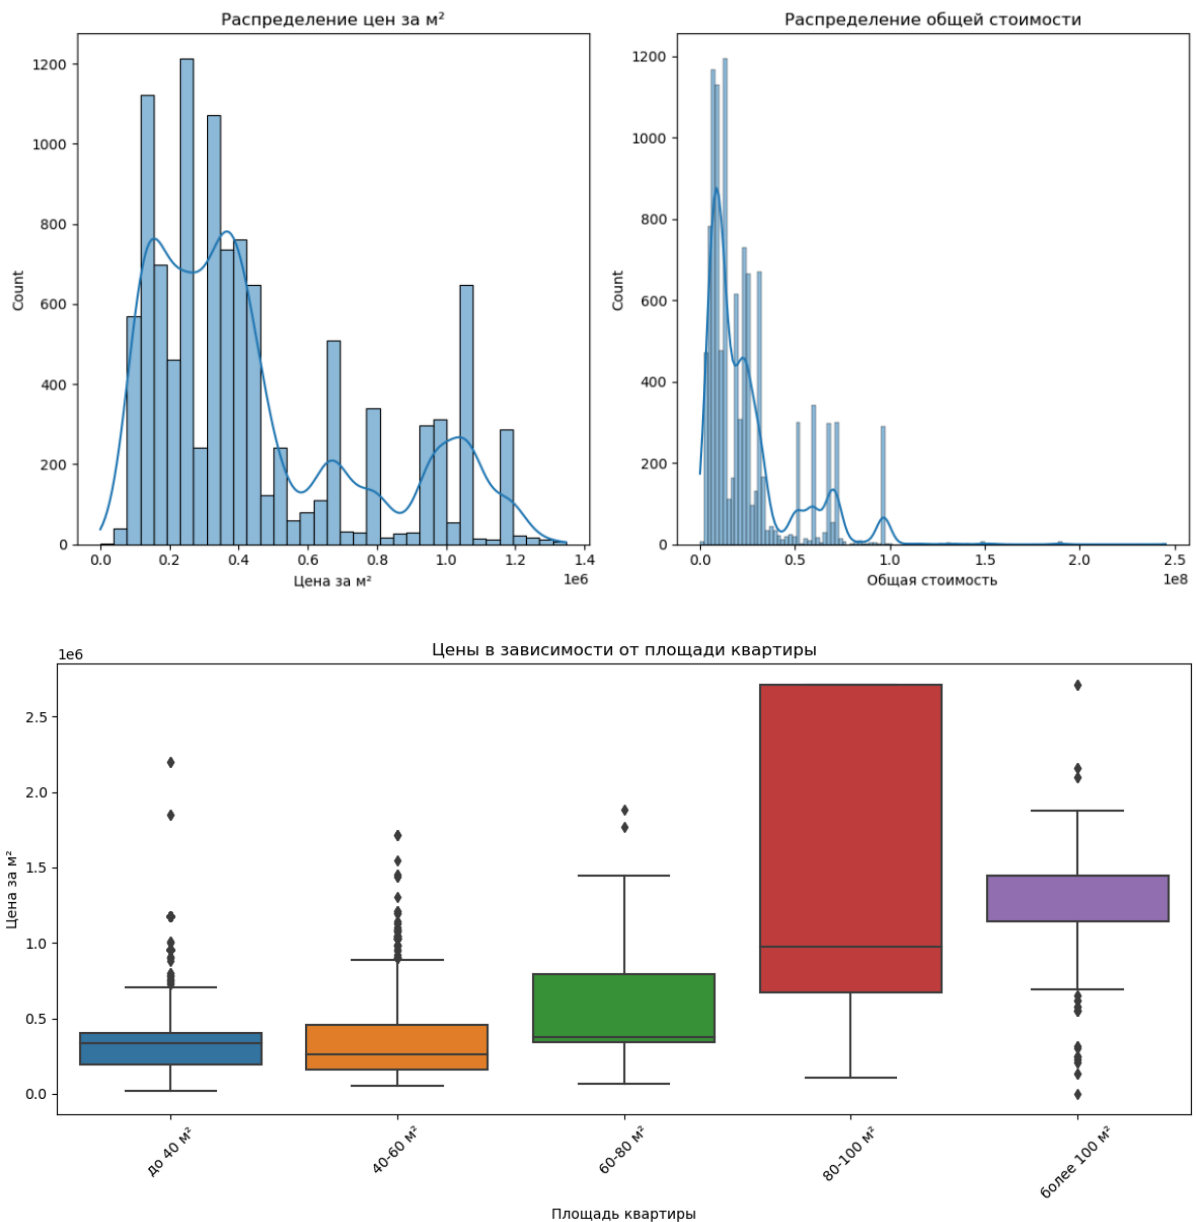 Распределение цен за м²
1200
1000
800
600
400
200
0
Count
0.0 0.2 0.4 0.6 0.8 1.0 1.2 1.4
1e6
Цена за м²
Распределение общей стоимости
1200
1000
800
600
400
200
0
Count
0.0 0.5 1.0 1.5 2.0 2.5
1e8
Общая стоимость
Цены в зависимости от площади квартиры
1e6
2.5
2.0
1.5
1.0
0.5
0.0
Цена за м²
до 40 м²
40-60 м²
60-80 м²
80-100 м²
более 100 м²
Площадь квартиры